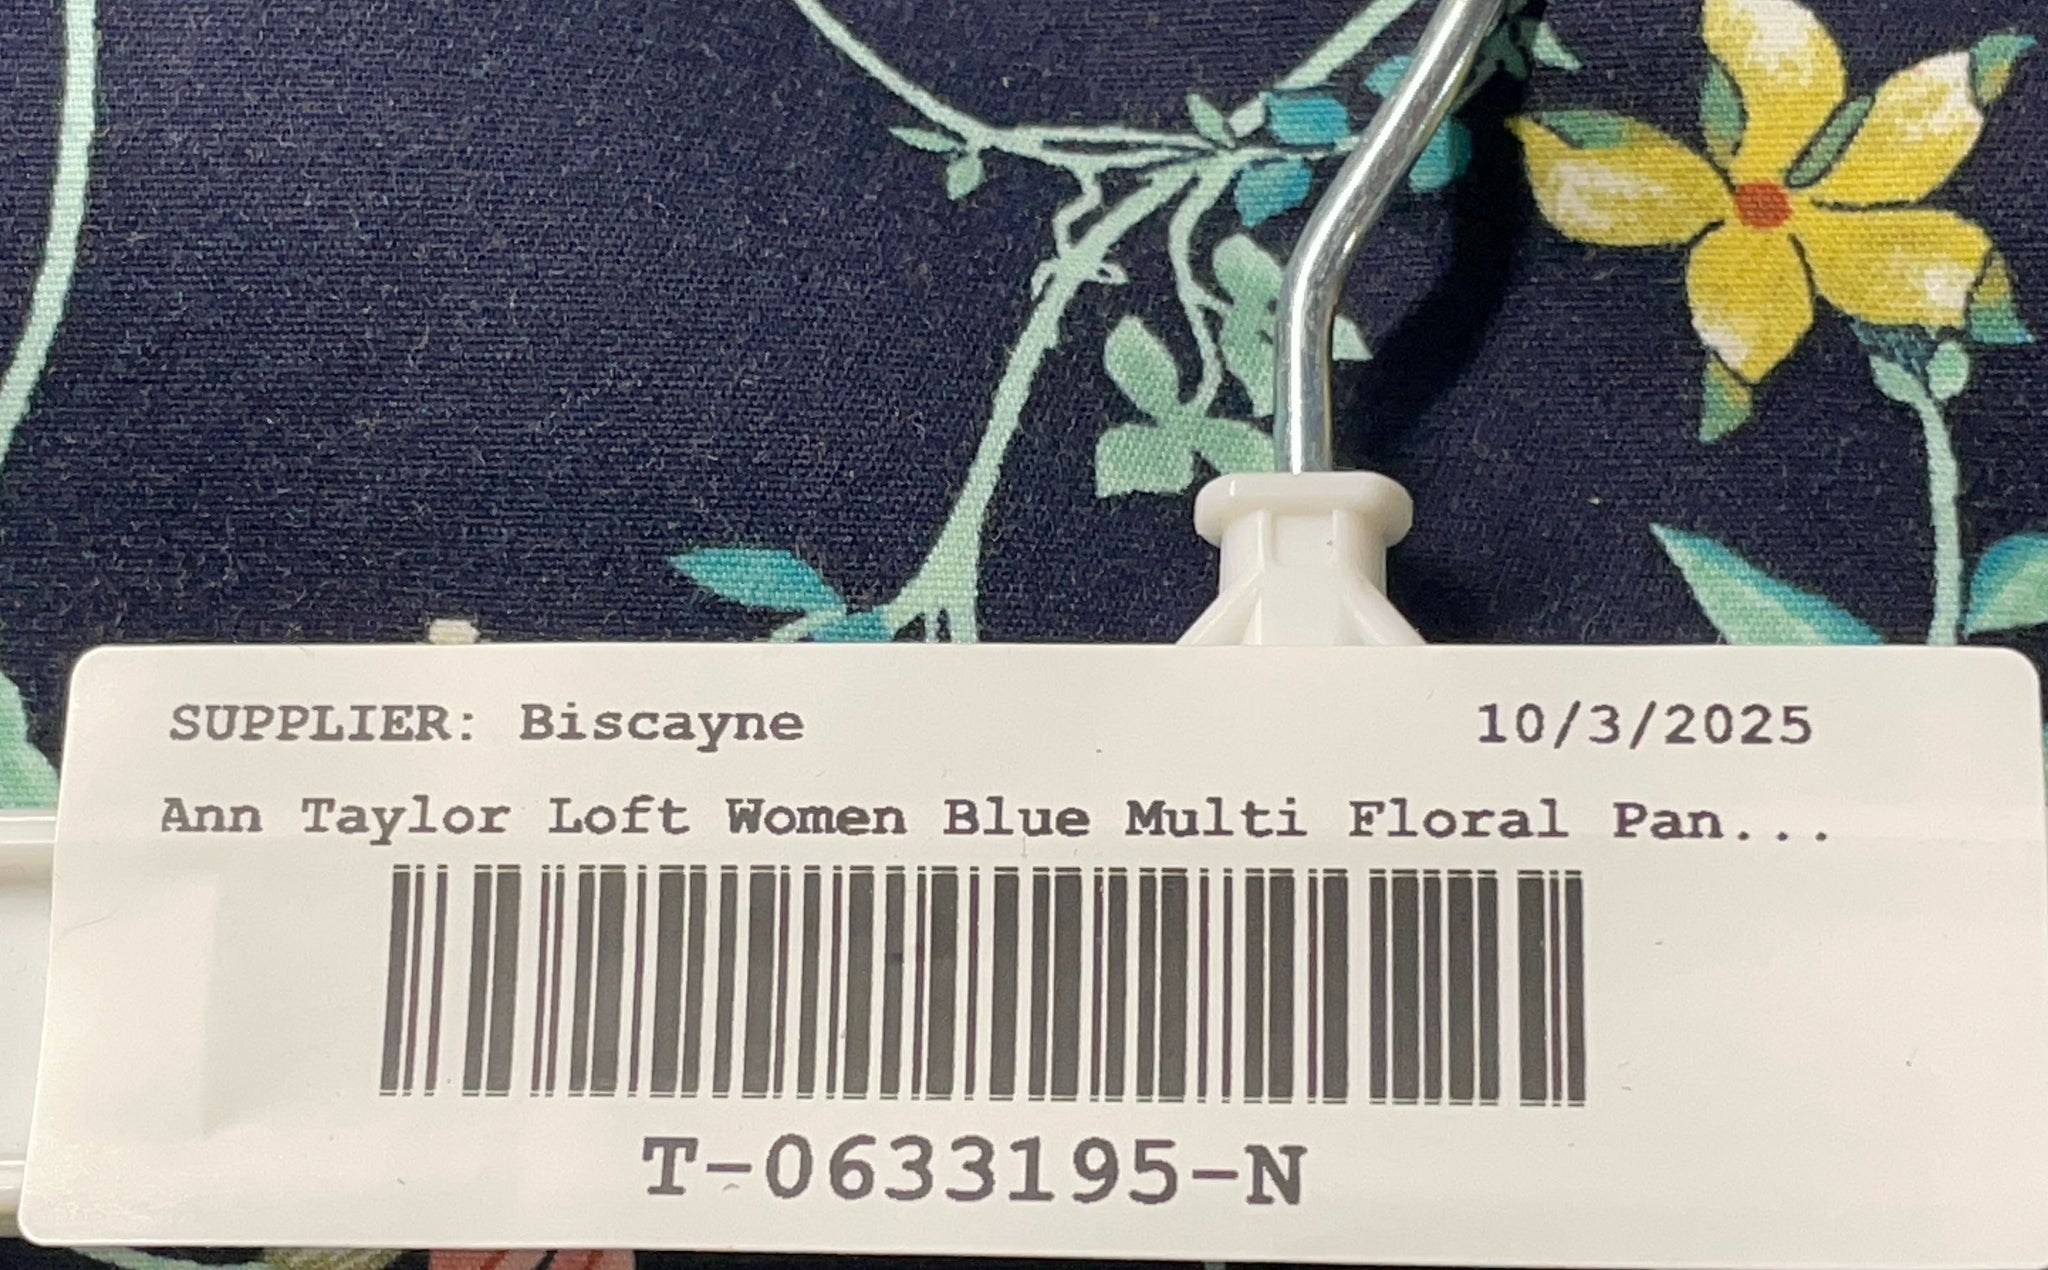 SUPPLIER: Biscayne 10/3/2025
Ann Taylor Loft Women Blue Multi Floral Pan...
T-0633195-N